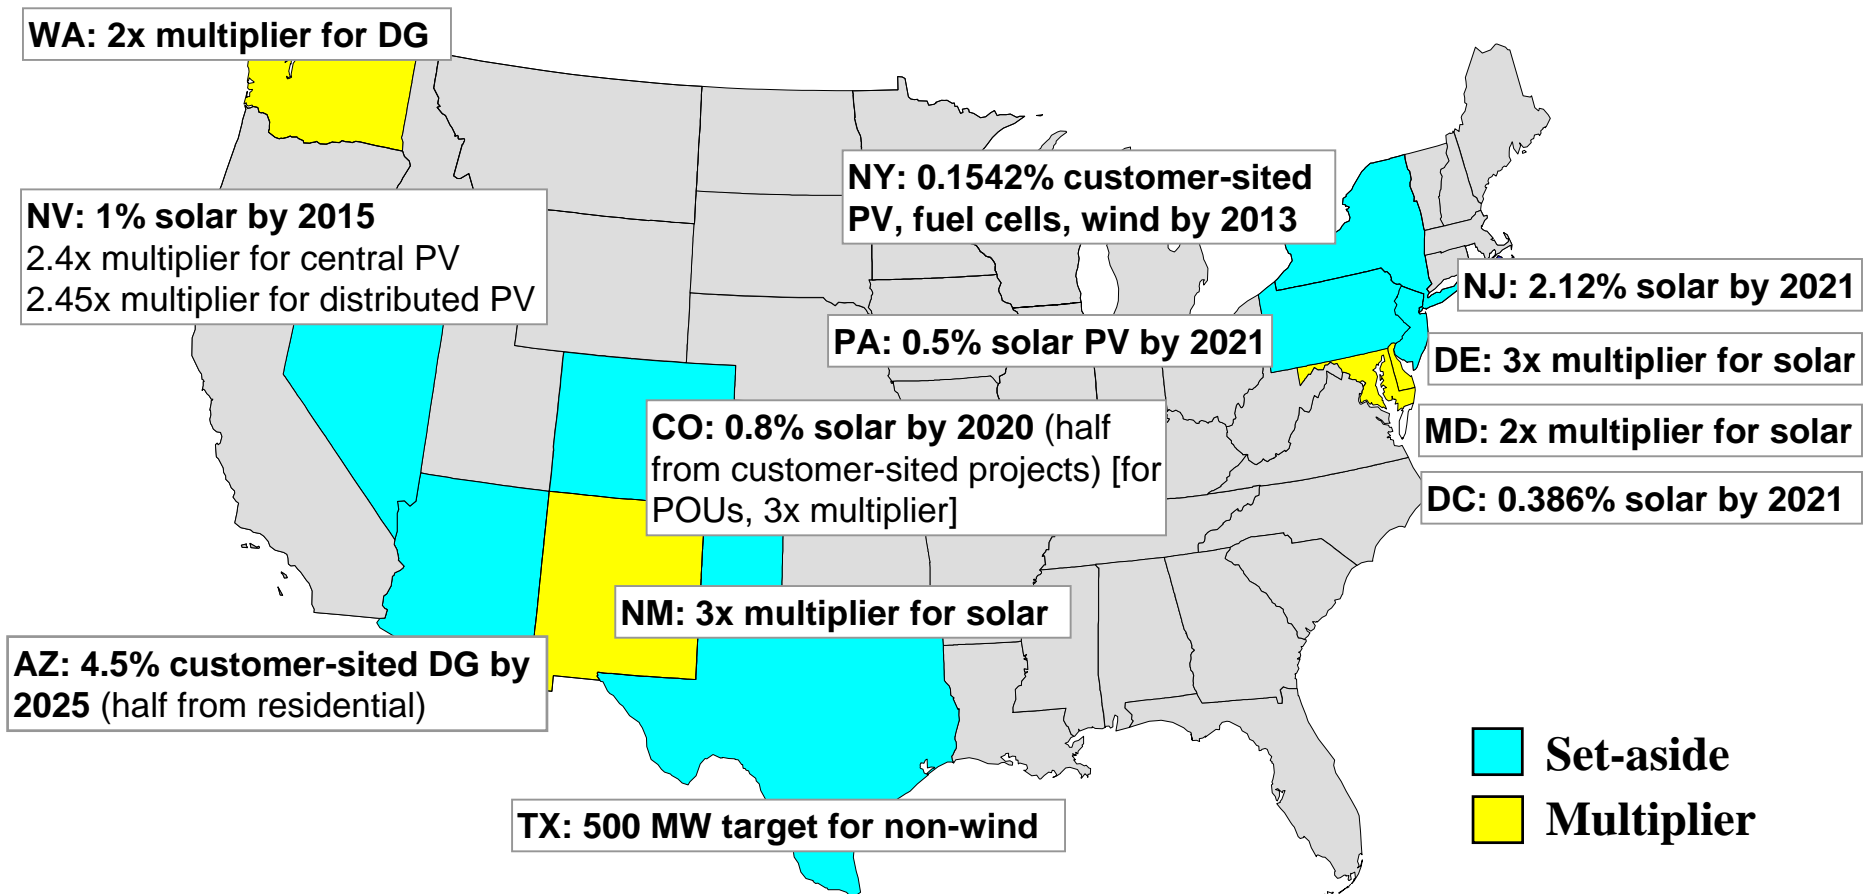 WA: 2x multiplier for DG
NV: 1% solar by 2015
2.4x multiplier for central PV
2.45x multiplier for distributed PV
NY: 0.1542% customer-sited
PV, fuel cells, wind by 2013
NJ: 2.12% solar by 2021
PA: 0.5% solar PV by 2021
DE: 3x multiplier for solar
CO: 0.8% solar by 2020 (half
from customer-sited projects) [for
POUs, 3x multiplier]
MD: 2x multiplier for solar
DC: 0.386% solar by 2021
NM: 3x multiplier for solar
AZ: 4.5% customer-sited DG by
2025 (half from residential)
TX: 500 MW target for non-wind
Set-aside
Multiplier